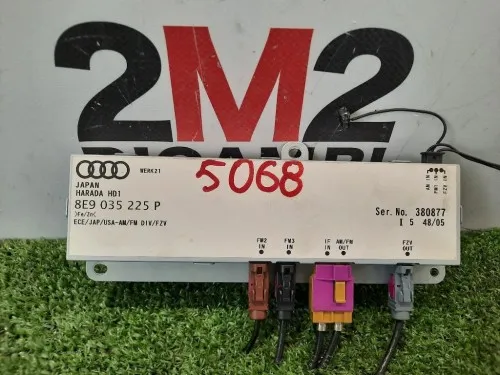 2M2
RICAMBI
WERK21
5068
JAPAN
HARADA HD1
8E9 035 225 P
Ser.No. 380877
I 5 48/05
ECE/JAP/USA-AM/FM DIV/FZV
FM2 IN
FM3 IN
IF IN
AM/FM OUT
FZV OUT